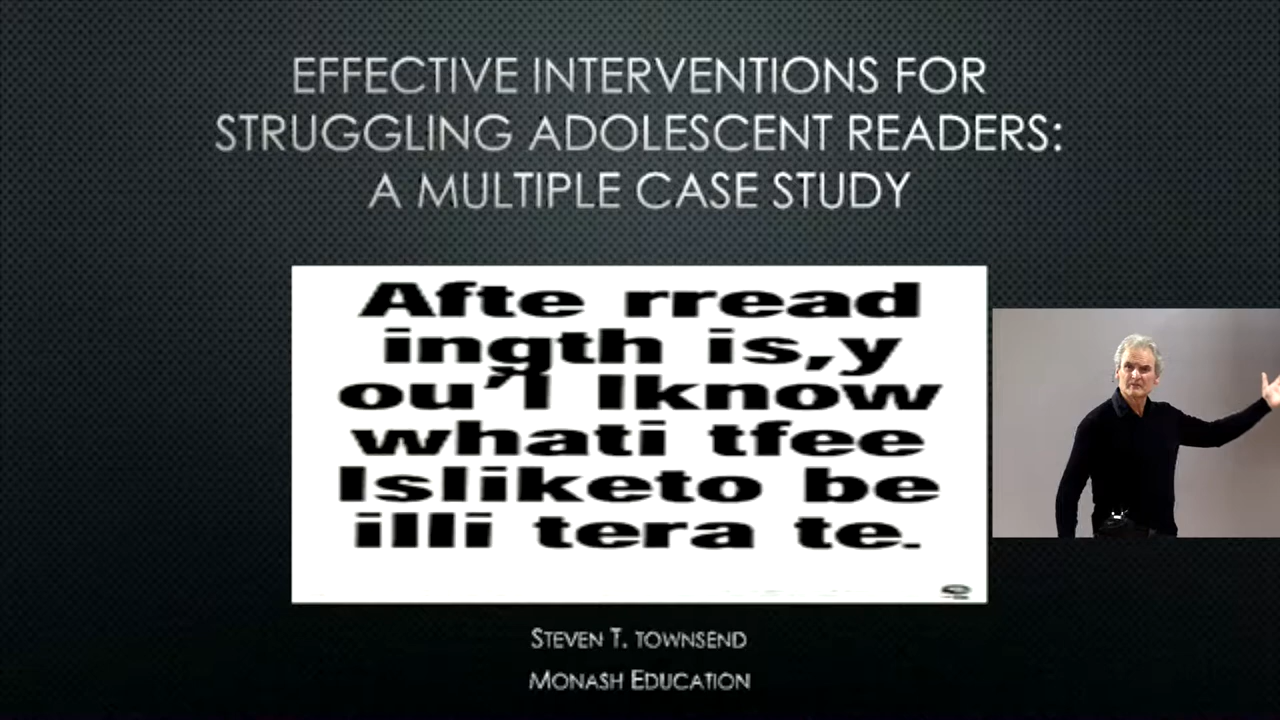 EFFECTIVE INTERVENTIONS FOR
STRUGGLING ADOLESCENT READERS:
A MULTIPLE CASE STUDY
Afte rread
ingth is,y
ou'l lknow
whati tfee
lsliketo be
illi tera te.
STEVEN T. TOWNSEND
MONASH EDUCATION